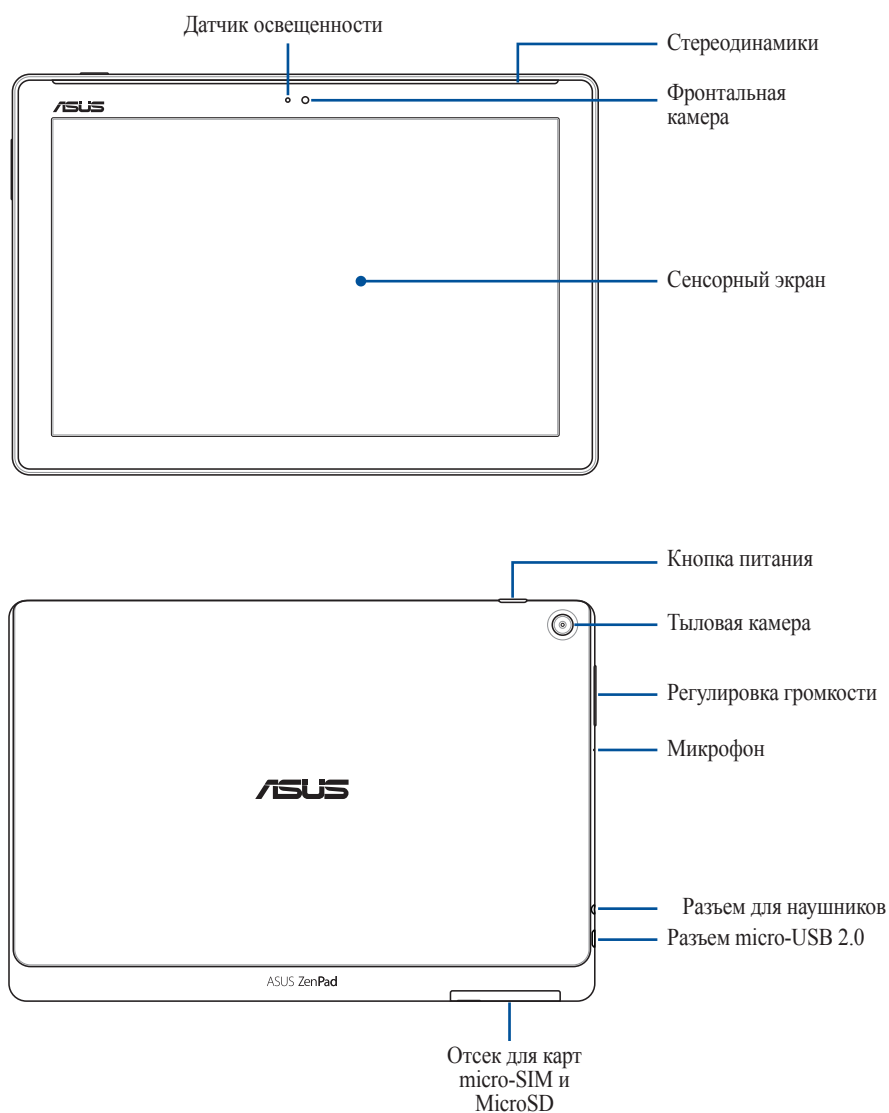 Датчик освещенности
Стереодинамики
Фронтальная
камера
ASUS
Сенсорный экран
Кнопка питания
Тыловая камера
Регулировка громкости
Микрофон
ASUS
Разъем для наушников
Разъем micro-USB 2.0
ASUS ZenPad
Отсек для карт
micro-SIM и
MicroSD